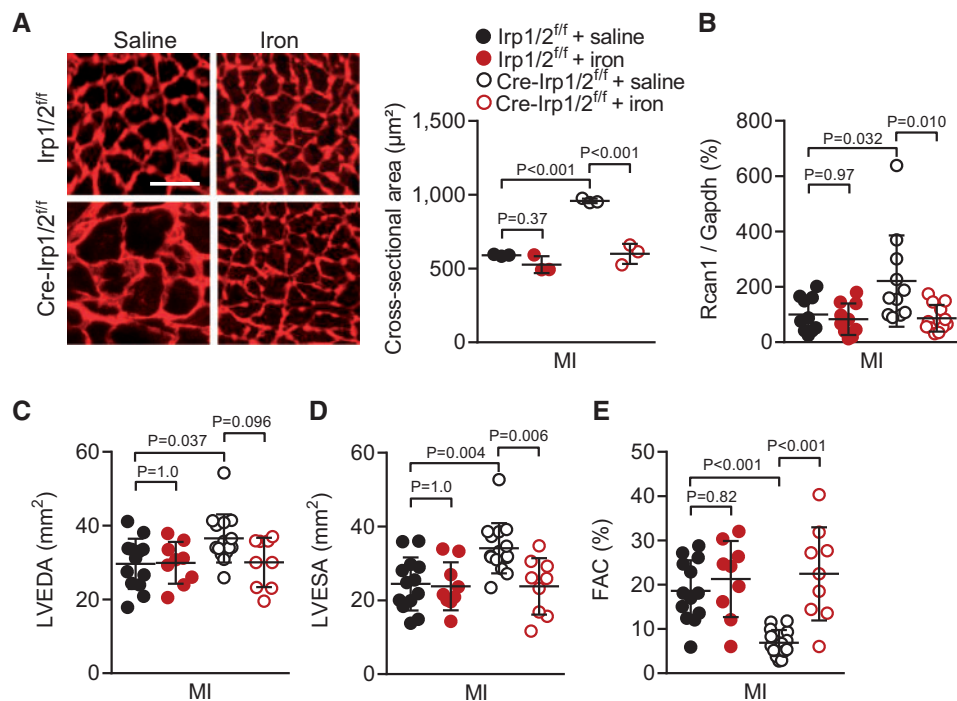 A
Saline
Iron
Irp1/2f/f
Cre-Irp1/2f/f
Irp1/2f/f + saline
Irp1/2f/f + iron
Cre-Irp1/2f/f + saline
Cre-Irp1/2f/f + iron
Cross-sectional area (µm²)
1,500
1,000
500
0
P<0.001
P<0.001
P=0.37
MI
B
Rcan1 / Gapdh (%)
800
600
400
200
0
P=0.010
P=0.032
P=0.97
MI
C
LVEDA (mm2)
60
40
20
0
P=0.096
P=0.037
P=1.0
MI
D
LVESA (mm2)
60
40
20
0
P=0.006
P=0.004
P=1.0
MI
E
FAC (%)
50
40
30
20
10
0
P<0.001
P<0.001
P=0.82
MI